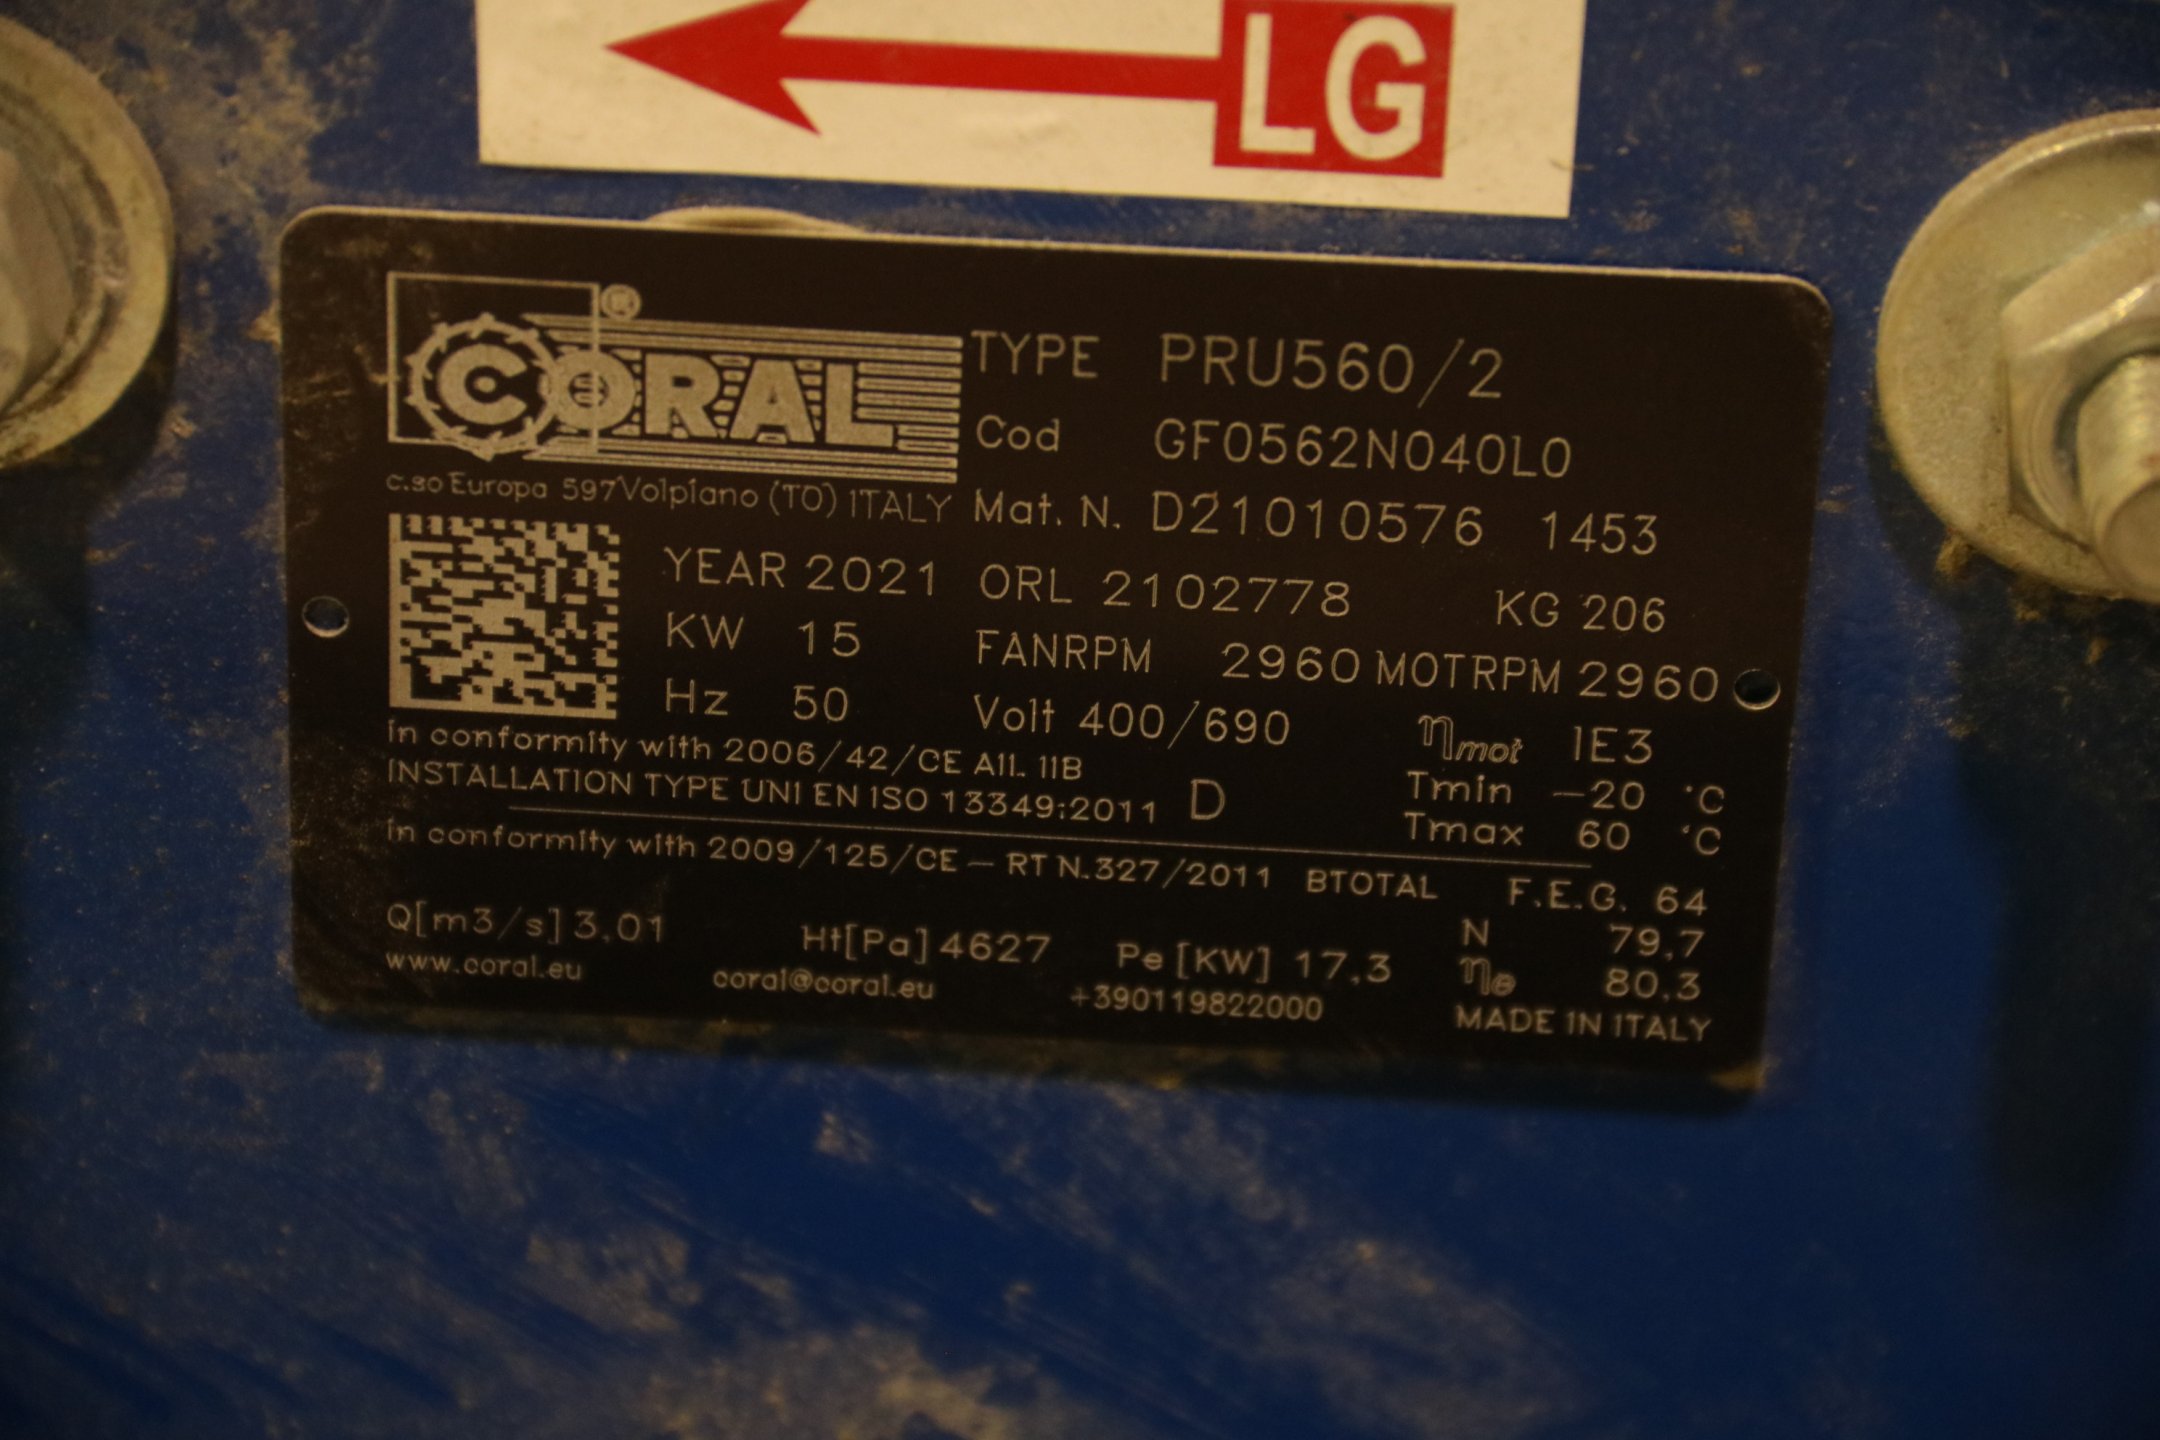 LG
CORAL®
TYPE PRU560/2
Cod GF0562N040L0
c.so Europa 597 Volpiano (TO) ITALY
Mat. N. D21010576 1453
YEAR 2021 ORL 2102778 KG 206
KW 15 FANRPM 2960 MOTRPM 2960
Hz 50 Volt 400/690 ηmot IE3
in conformity with 2006/42/CE All. IIB
Tmin -20 °C
INSTALLATION TYPE UNI EN ISO 13349:2011 D
Tmax 60 °C
in conformity with 2009/125/CE - RT N.327/2011 BTOTAL F.E.G. 64
Q[m3/s] 3,01 Ht[Pa] 4627 Pe [KW] 17,3
N 79,7
ηe 80,3
www.coral.eu coral@coral.eu +390119822000 MADE IN ITALY